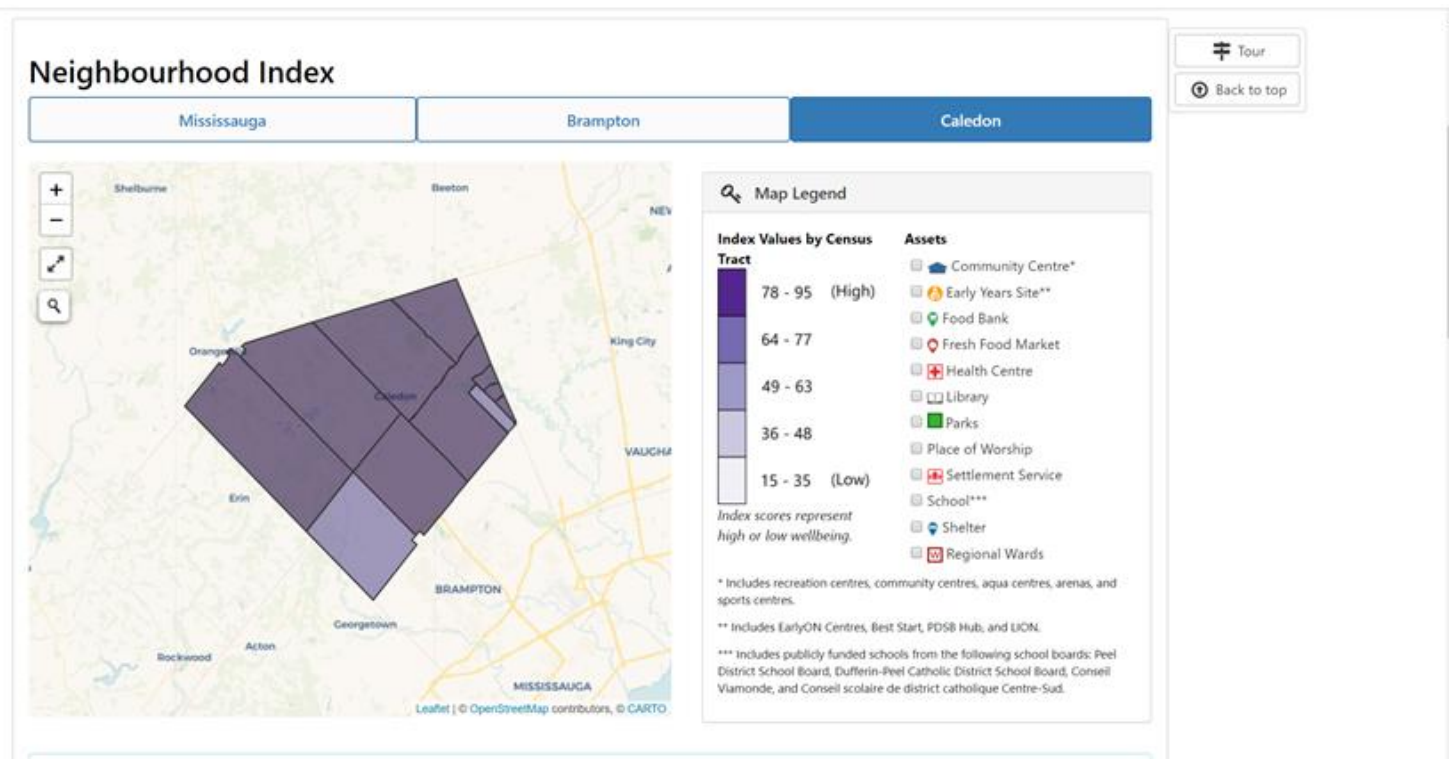 Tour
Back to top
Neighbourhood Index
Mississauga
Brampton
Caledon
+
−
Shelburne
Beeton
King City
Caledon
Erin
BRAMPTON
Georgetown
Acton
Rockwood
MISSISSAUGA
Leaflet | © OpenStreetMap contributors, © CARTO
Map Legend
Index Values by Census
Tract
78 - 95 (High)
64 - 77
49 - 63
36 - 48
15 - 35 (Low)
Index scores represent
high or low wellbeing.
Assets
Community Centre*
Early Years Site**
Food Bank
Fresh Food Market
Health Centre
Library
Parks
Place of Worship
Settlement Service
School***
Shelter
W Regional Wards
* Includes recreation centres, community centres, aqua centres, arenas, and
sports centres.
** Includes EarlyON Centres, Best Start, PDSB Hub, and LION.
*** Includes publicly funded schools from the following school boards: Peel
District School Board, Dufferin-Peel Catholic District School Board, Conseil
Viamonde, and Conseil scolaire de district catholique Centre-Sud.